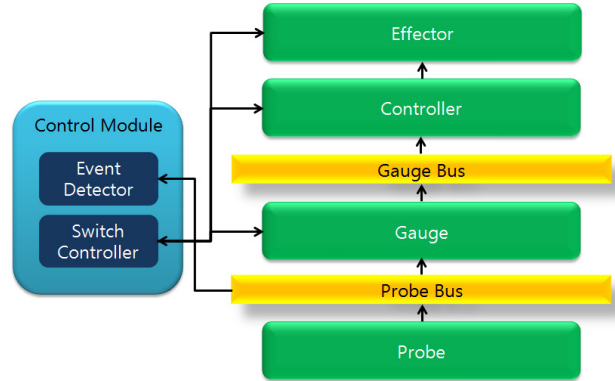 Effector
Control Module
Controller
Event
Detector
Gauge Bus
Switch
Controller
Gauge
Probe Bus
Probe